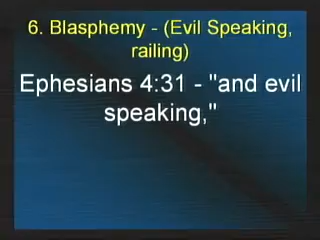 6. Blasphemy - (Evil Speaking,
railing)
Ephesians 4:31 - "and evil
speaking,"